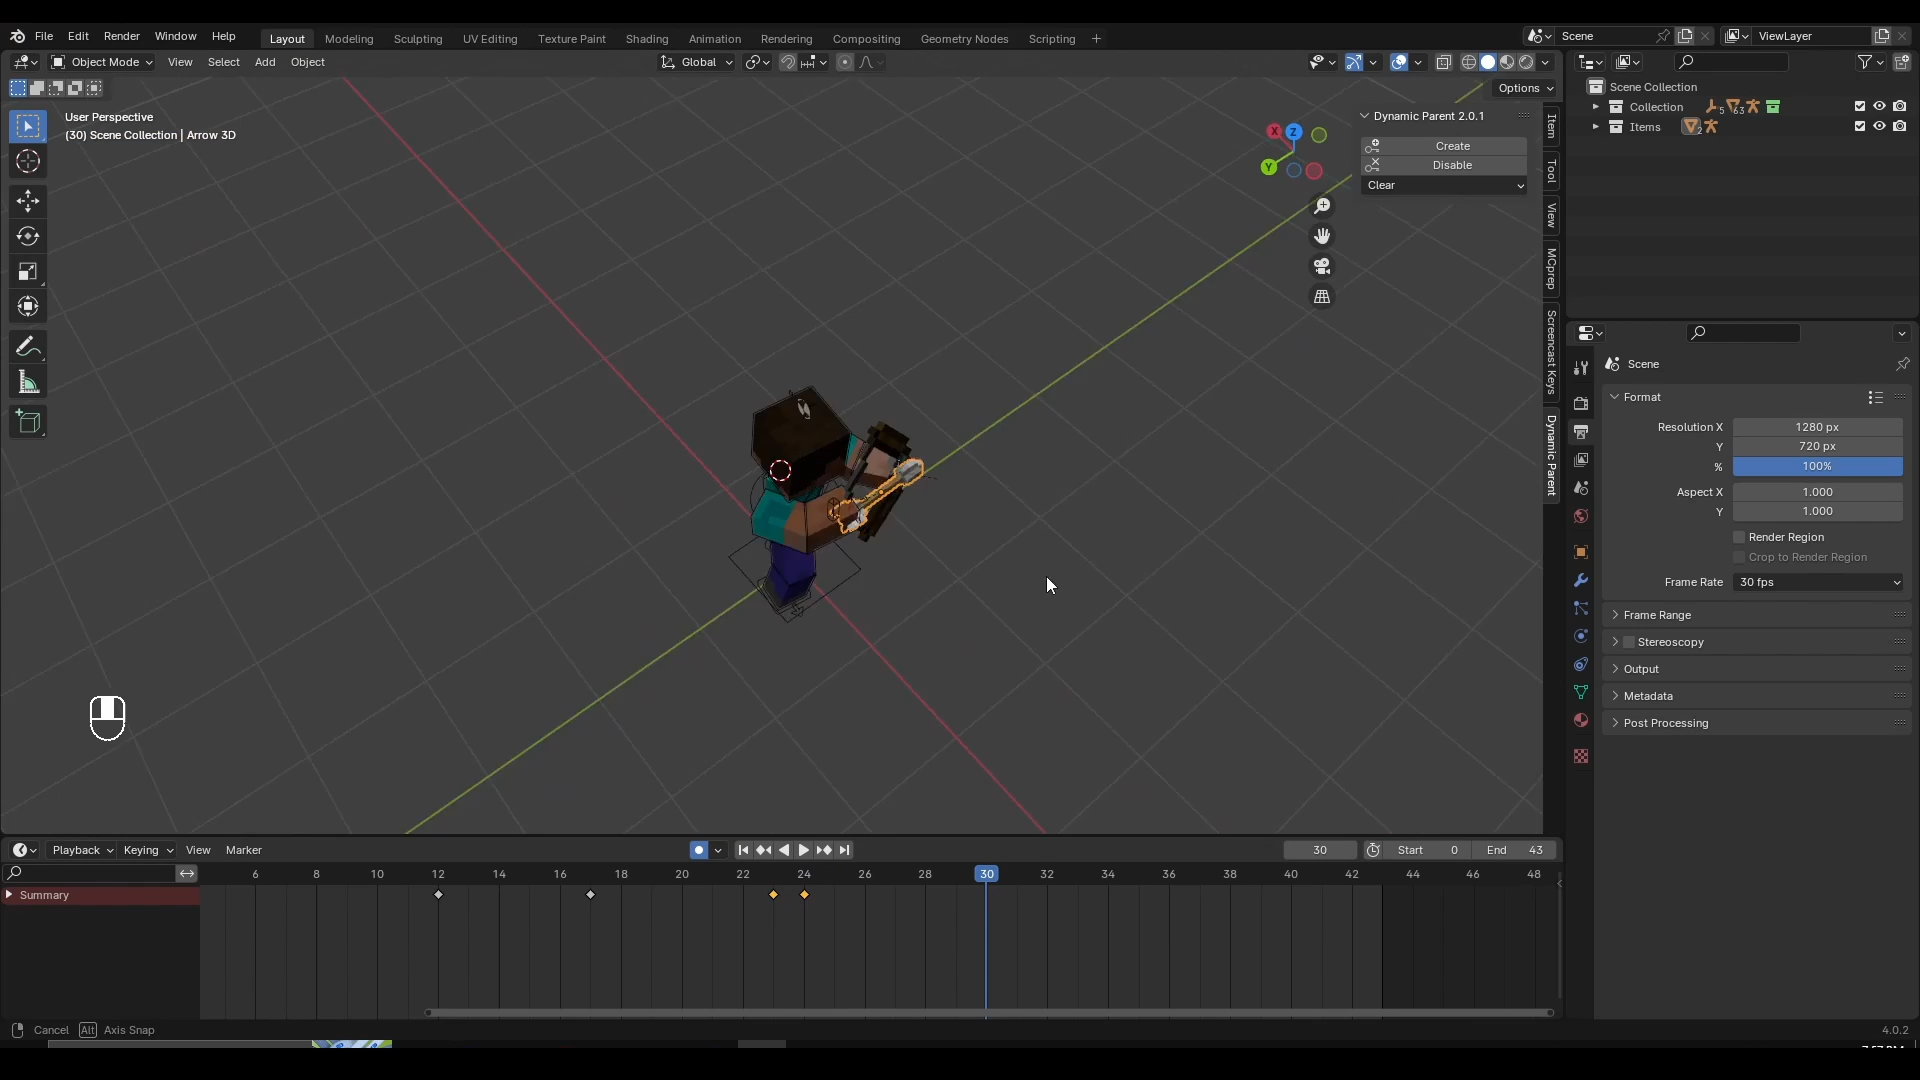 File Edit Render Window Help Layout Modeling Sculpting UV Editing Texture Paint Shading Animation Rendering Compositing Geometry Nodes Scripting + Scene ViewLayer
Object Mode View Select Add Object Global
Options
User Perspective
(30) Scene Collection | Arrow 3D
X Z Y
Dynamic Parent 2.0.1
Create
Disable
Clear
Item
Tool
View
MCprep
Screencast Keys
Dynamic Parent
Scene Collection
Collection 5 63
Items 2
Scene
Format
Resolution X 1280 px
Y 720 px
% 100%
Aspect X 1.000
Y 1.000
Render Region
Crop to Render Region
Frame Rate 30 fps
Frame Range
Stereoscopy
Output
Metadata
Post Processing
Playback Keying View Marker 30 Start 0 End 43
6 8 10 12 14 16 18 20 22 24 26 28 30 32 34 36 38 40 42 44 46 48
Summary
Cancel Alt Axis Snap 4.0.2